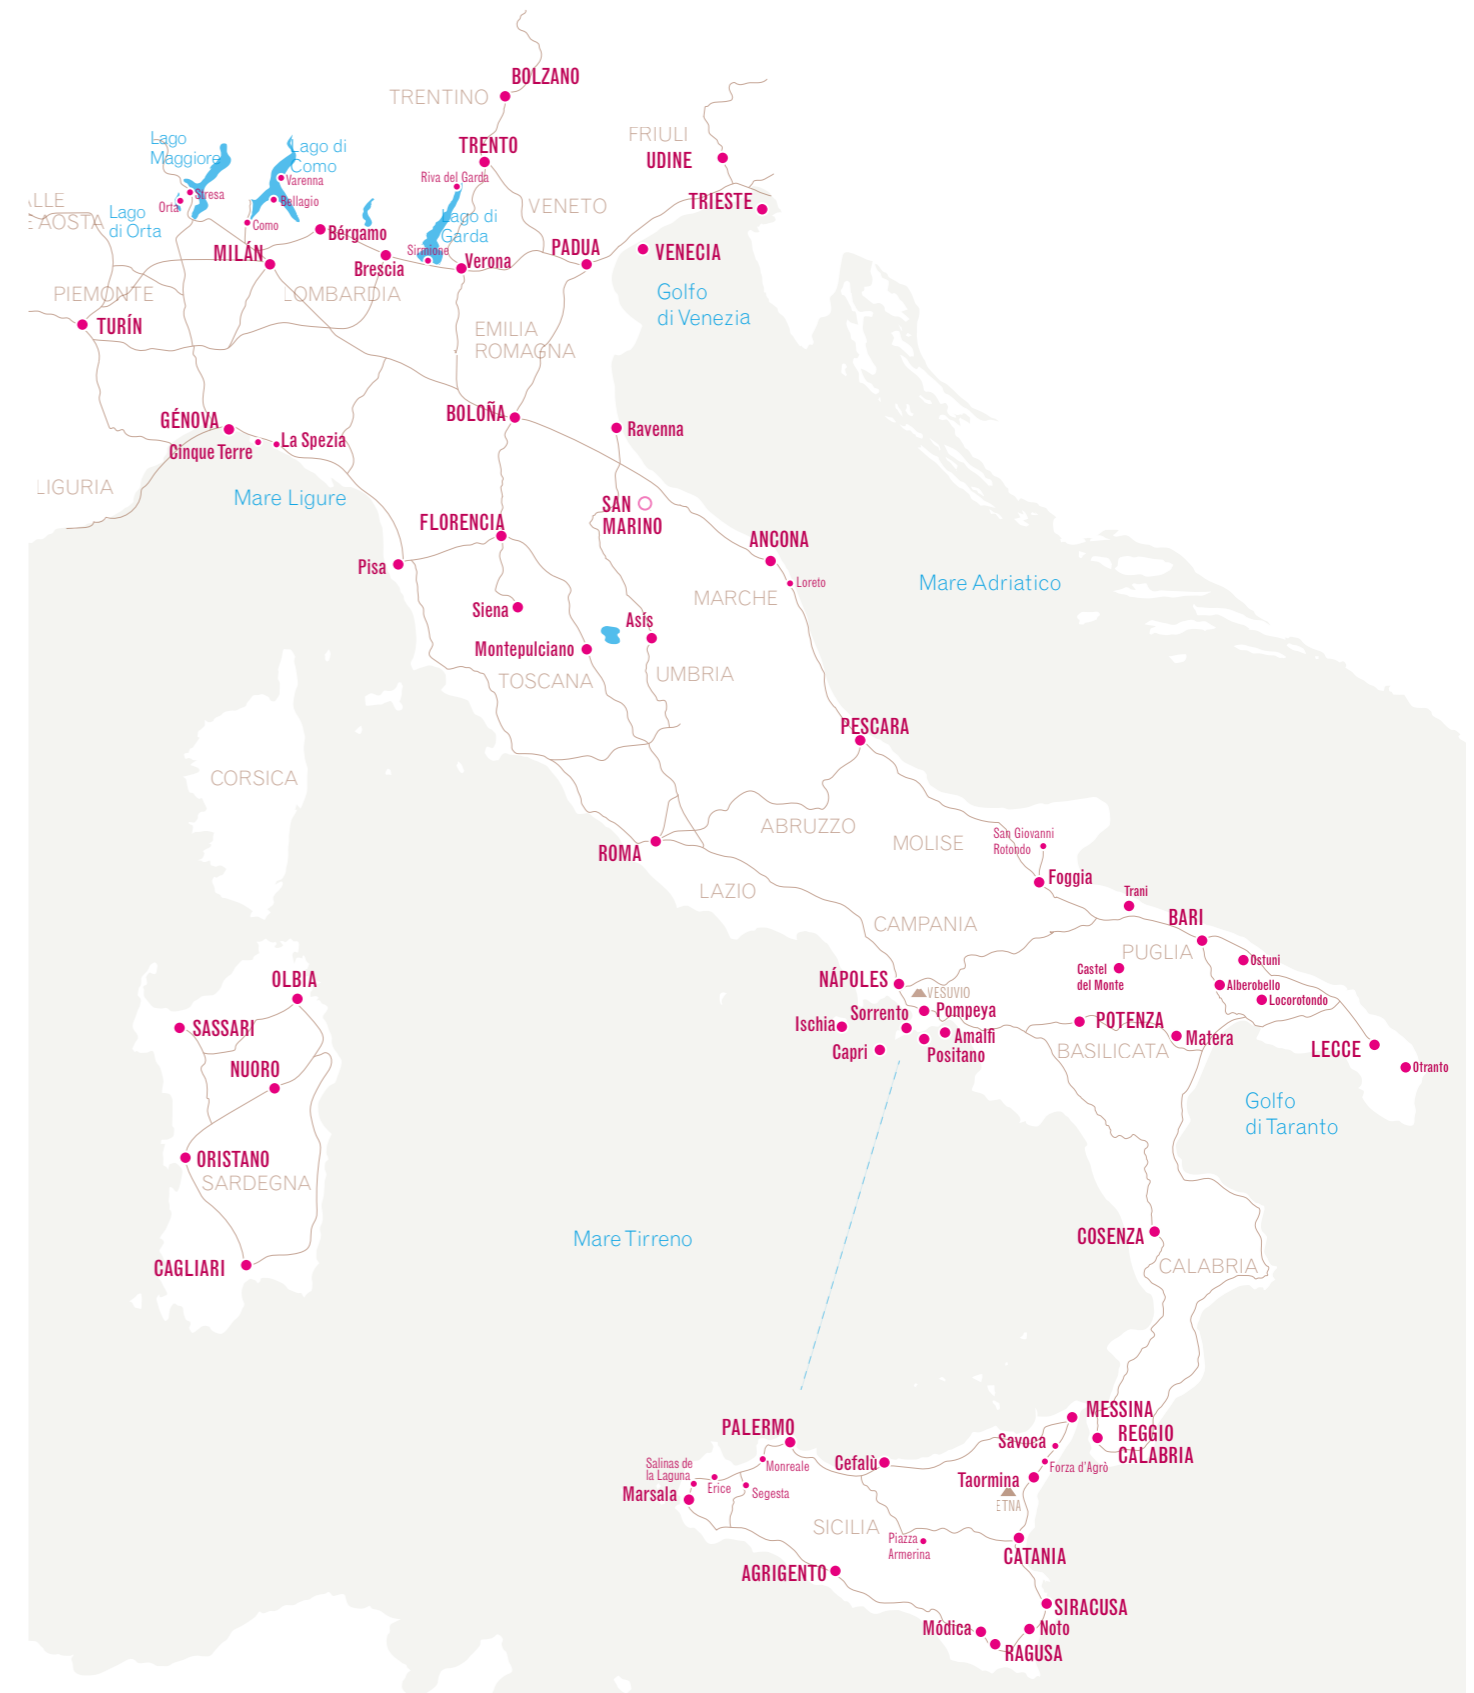 BOLZANO
TRENTINO
FRIULI
Lago
Maggiore
Lago di
Como
TRENTO
UDINE
Riva del Garda
Varenna
Stresa
Orta
Bellagio
ALLE
E AOSTA
Lago
di Orta
Como
VENETO
TRIESTE
Lago di
Garda
Bérgamo
MILÁN
Sirmione
Brescia
Verona
PADUA
VENECIA
PIEMONTE
LOMBARDIA
Golfo
di Venezia
TURÍN
EMILIA
ROMAGNA
GÉNOVA
BOLOÑA
Ravenna
Cinque Terre
La Spezia
LIGURIA
Mare Ligure
SAN
MARINO
FLORENCIA
ANCONA
Pisa
Loreto
Mare Adriatico
MARCHE
Siena
Asís
Montepulciano
TOSCANA
UMBRIA
PESCARA
CORSICA
ABRUZZO
MOLISE
San Giovanni
Rotondo
ROMA
LAZIO
Foggia
Trani
CAMPANIA
BARI
PUGLIA
OLBIA
NÁPOLES
VESUVIO
Castel
del Monte
Ostuni
Alberobello
Locorotondo
SASSARI
Ischia
Sorrento
Pompeya
Amalfi
Capri
Positano
POTENZA
Matera
BASILICATA
LECCE
Otranto
NUORO
Golfo
di Taranto
ORISTANO
SARDEGNA
Mare Tirreno
COSENZA
CALABRIA
CAGLIARI
MESSINA
PALERMO
REGGIO
CALABRIA
Savoca
Cefalù
Forza d'Agrò
Salinas de
la Laguna
Monreale
Erice
Segesta
Marsala
Taormina
ETNA
SICILIA
Piazza
Armerina
CATANIA
AGRIGENTO
SIRACUSA
Módica
Noto
RAGUSA